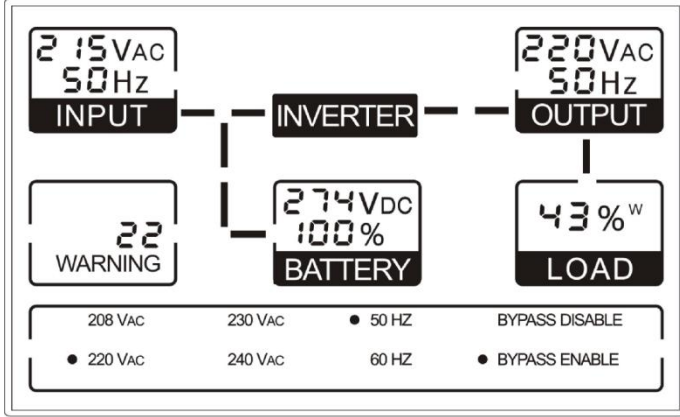 215VAC
50Hz
INPUT
INVERTER
220VAC
50Hz
OUTPUT
22
WARNING
274VDC
100%
BATTERY
43%W
LOAD
208 VAC 230 VAC 50 HZ BYPASS DISABLE
220 VAC 240 VAC 60 HZ BYPASS ENABLE